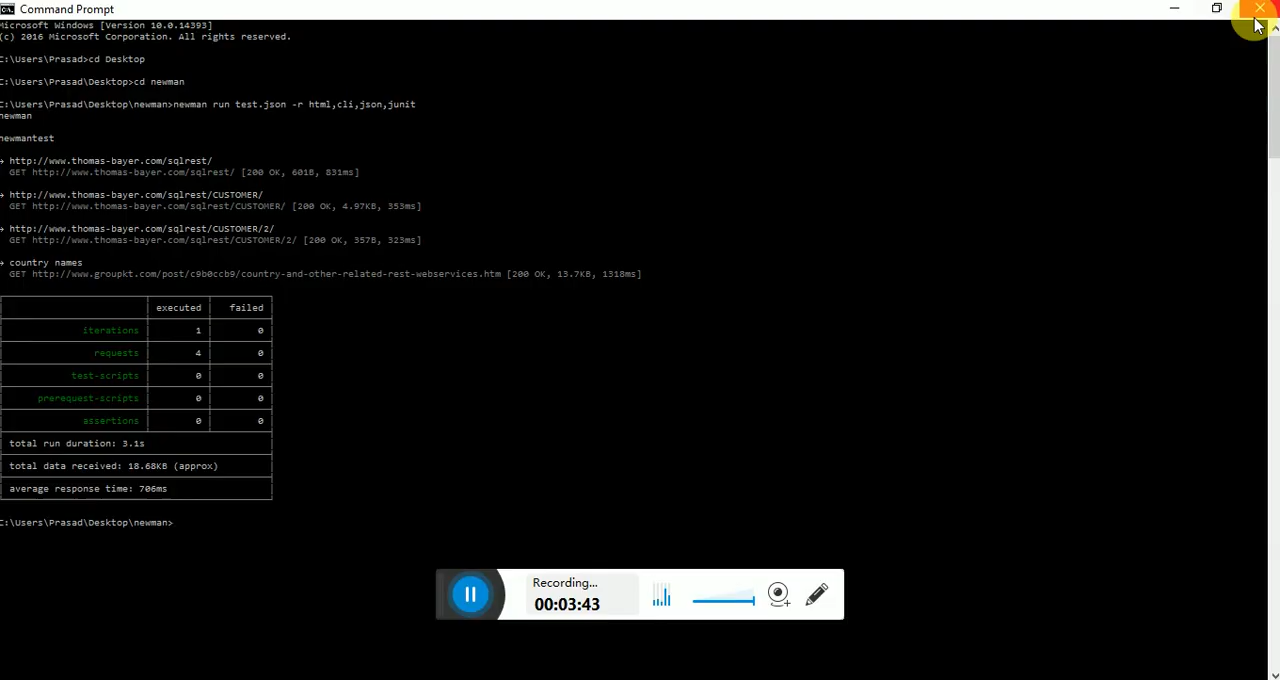 Command Prompt
Microsoft Windows [Version 10.0.14393]
(c) 2016 Microsoft Corporation. All rights reserved.
C:\Users\Prasad>cd Desktop
C:\Users\Prasad\Desktop>cd newman
C:\Users\Prasad\Desktop\newman>newman run test.json -r html,cli,json,junit
newman
newmantest
→ http://www.thomas-bayer.com/sqlrest/
GET http://www.thomas-bayer.com/sqlrest/ [200 OK, 601B, 831ms]
→ http://www.thomas-bayer.com/sqlrest/CUSTOMER/
GET http://www.thomas-bayer.com/sqlrest/CUSTOMER/ [200 OK, 4.97KB, 353ms]
→ http://www.thomas-bayer.com/sqlrest/CUSTOMER/2/
GET http://www.thomas-bayer.com/sqlrest/CUSTOMER/2/ [200 OK, 357B, 323ms]
→ country names
GET http://www.groupkt.com/post/c9b0ccb9/country-and-other-related-rest-webservices.htm [200 OK, 13.7KB, 1318ms]
executed failed
iterations 1 0
requests 4 0
test-scripts 0 0
prerequest-scripts 0 0
assertions 0 0
total run duration: 3.1s
total data received: 18.68KB (approx)
average response time: 706ms
C:\Users\Prasad\Desktop\newman>
Recording...
00:03:43